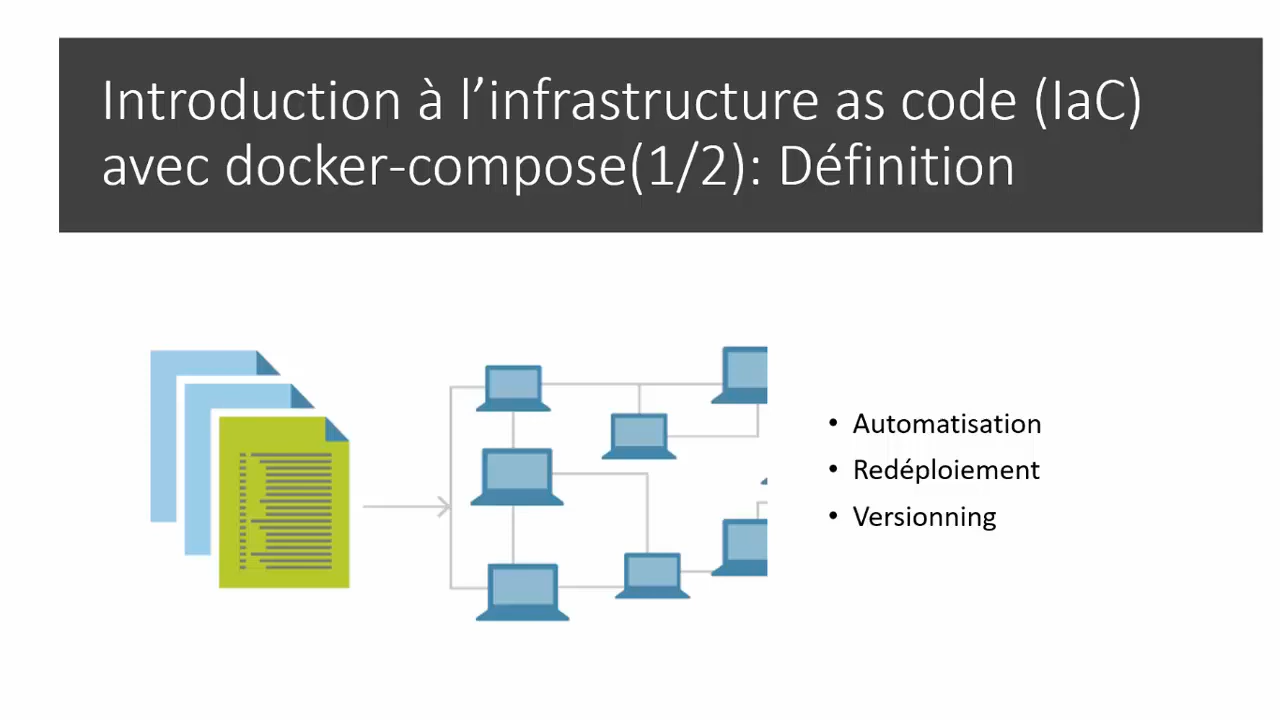 Introduction à l’infrastructure as code (IaC)
avec docker-compose(1/2): Définition
• Automatisation
• Redéploiement
• Versionning